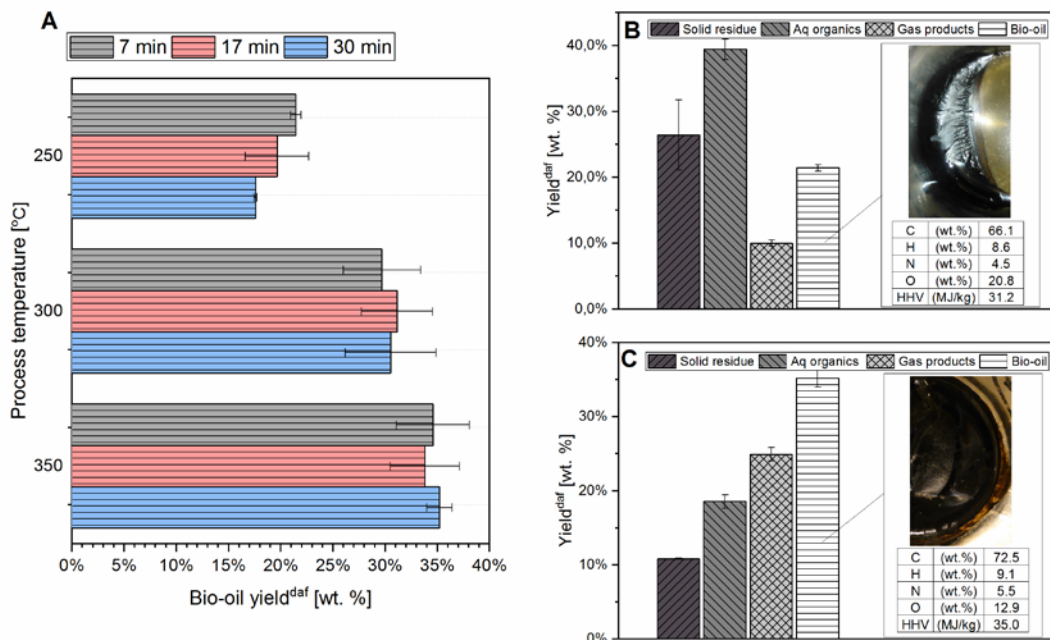 A
7 min 17 min 30 min
Process temperature [°C]
250
300
350
0% 5% 10% 15% 20% 25% 30% 35% 40%
Bio-oil yield^daf [wt. %]
B
Solid residue Aq organics Gas products Bio-oil
Yield^daf [wt. %]
40,0%
30,0%
20,0%
10,0%
0,0%
C (wt.%) 66.1
H (wt.%) 8.6
N (wt.%) 4.5
O (wt.%) 20.8
HHV (MJ/kg) 31.2
C
Solid residue Aq organics Gas products Bio-oil
Yield^daf [wt. %]
40%
30%
20%
10%
0%
C (wt.%) 72.5
H (wt.%) 9.1
N (wt.%) 5.5
O (wt.%) 12.9
HHV (MJ/kg) 35.0